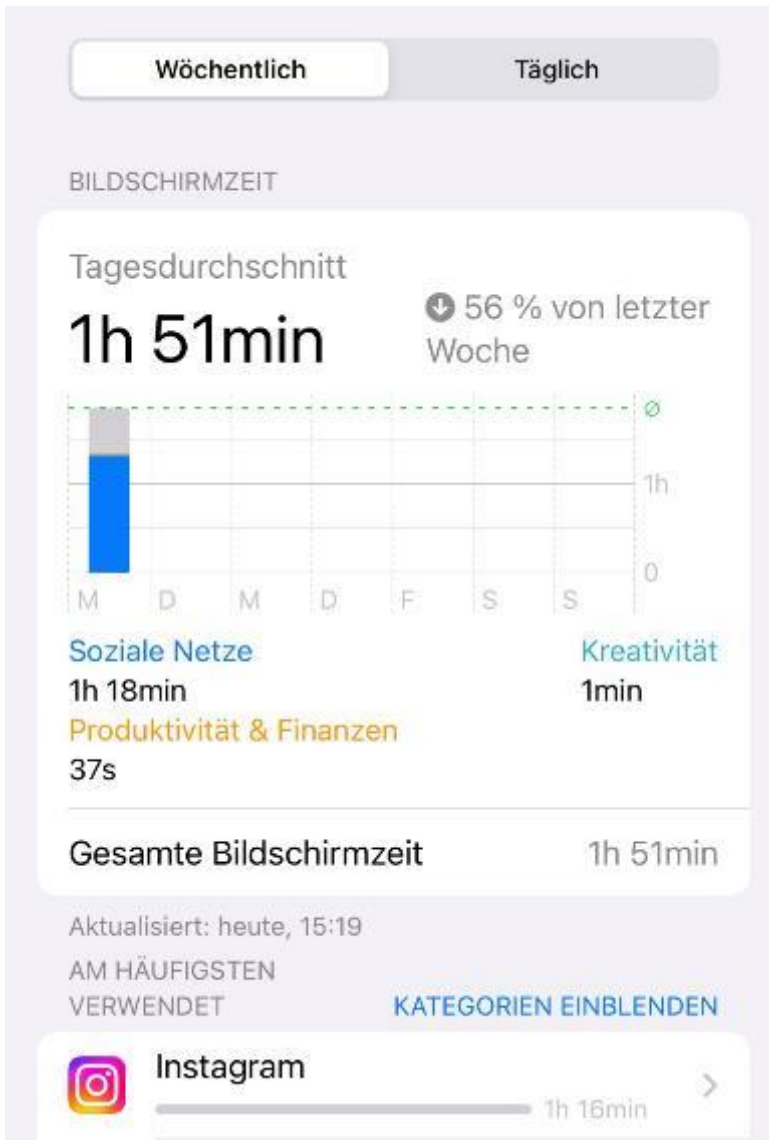 Wöchentlich Täglich
BILDSCHIRMZEIT
Tagesdurchschnitt
1h 51min
56 % von letzter
Woche
Ø
1h
0
M D M D F S S
Soziale Netze Kreativität
1h 18min 1min
Produktivität & Finanzen
37s
Gesamte Bildschirmzeit 1h 51min
Aktualisiert: heute, 15:19
AM HÄUFIGSTEN
VERWENDET KATEGORIEN EINBLENDEN
Instagram
1h 16min